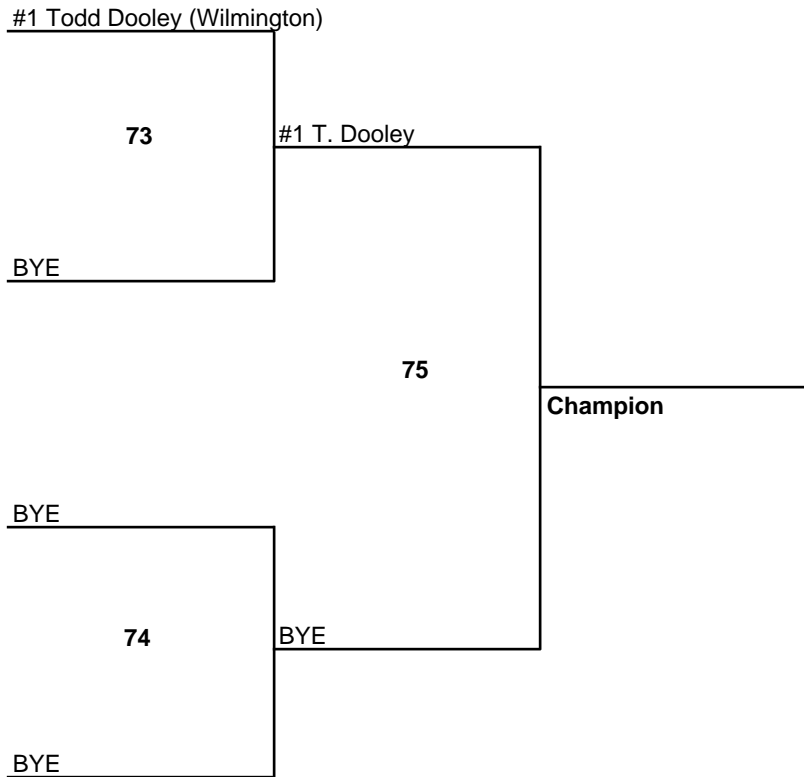 #1 Todd Dooley (Wilmington)
73
#1 T. Dooley
BYE
75
Champion
BYE
74
BYE
BYE